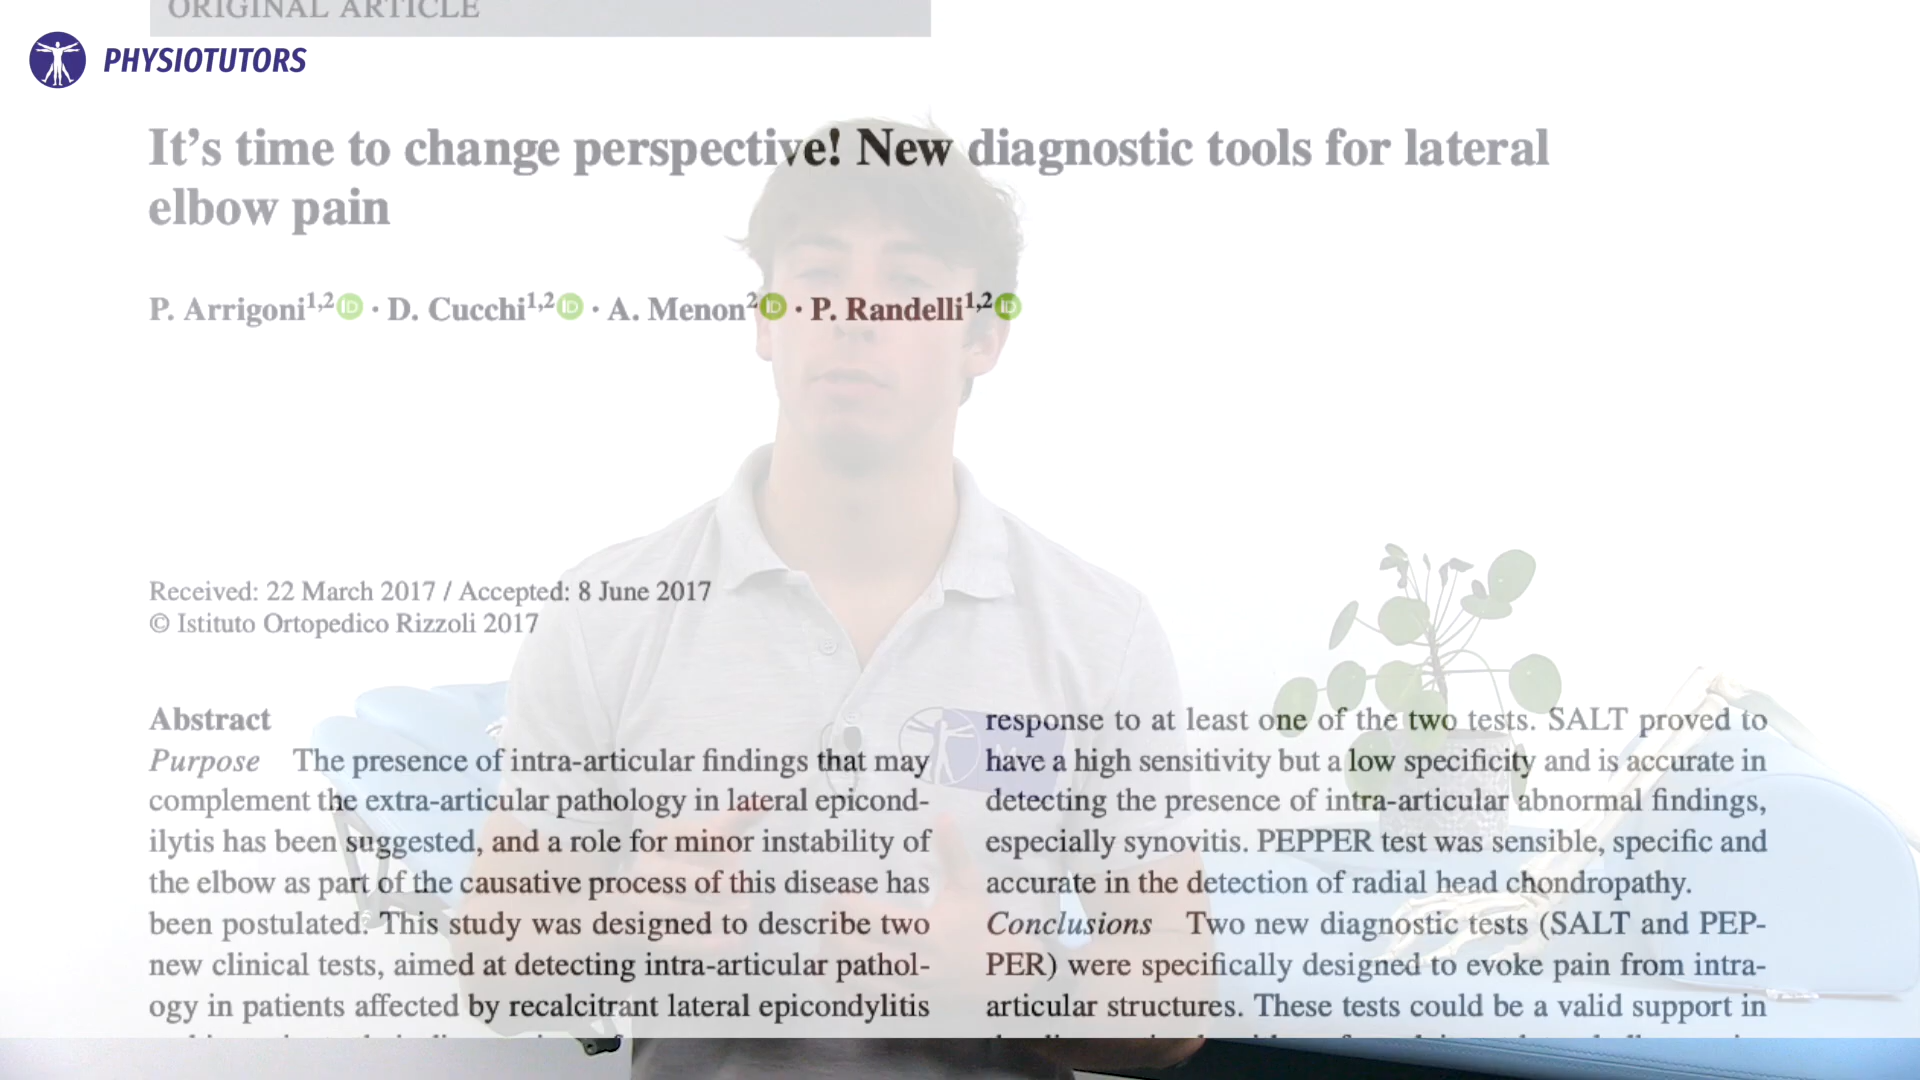 ORIGINAL ARTICLE
PHYSIOTUTORS
It's time to change perspective! New diagnostic tools for lateral
elbow pain
P. Arrigoni1,2 iD · D. Cucchi1,2 iD · A. Menon2 iD · P. Randelli1,2 iD
Received: 22 March 2017 / Accepted: 8 June 2017
© Istituto Ortopedico Rizzoli 2017
Abstract
Purpose The presence of intra-articular findings that may
complement the extra-articular pathology in lateral epicond-
ilytis has been suggested, and a role for minor instability of
the elbow as part of the causative process of this disease has
been postulated. This study was designed to describe two
new clinical tests, aimed at detecting intra-articular pathol-
ogy in patients affected by recalcitrant lateral epicondylitis
response to at least one of the two tests. SALT proved to
have a high sensitivity but a low specificity and is accurate in
detecting the presence of intra-articular abnormal findings,
especially synovitis. PEPPER test was sensible, specific and
accurate in the detection of radial head chondropathy.
Conclusions Two new diagnostic tests (SALT and PEP-
PER) were specifically designed to evoke pain from intra-
articular structures. These tests could be a valid support in